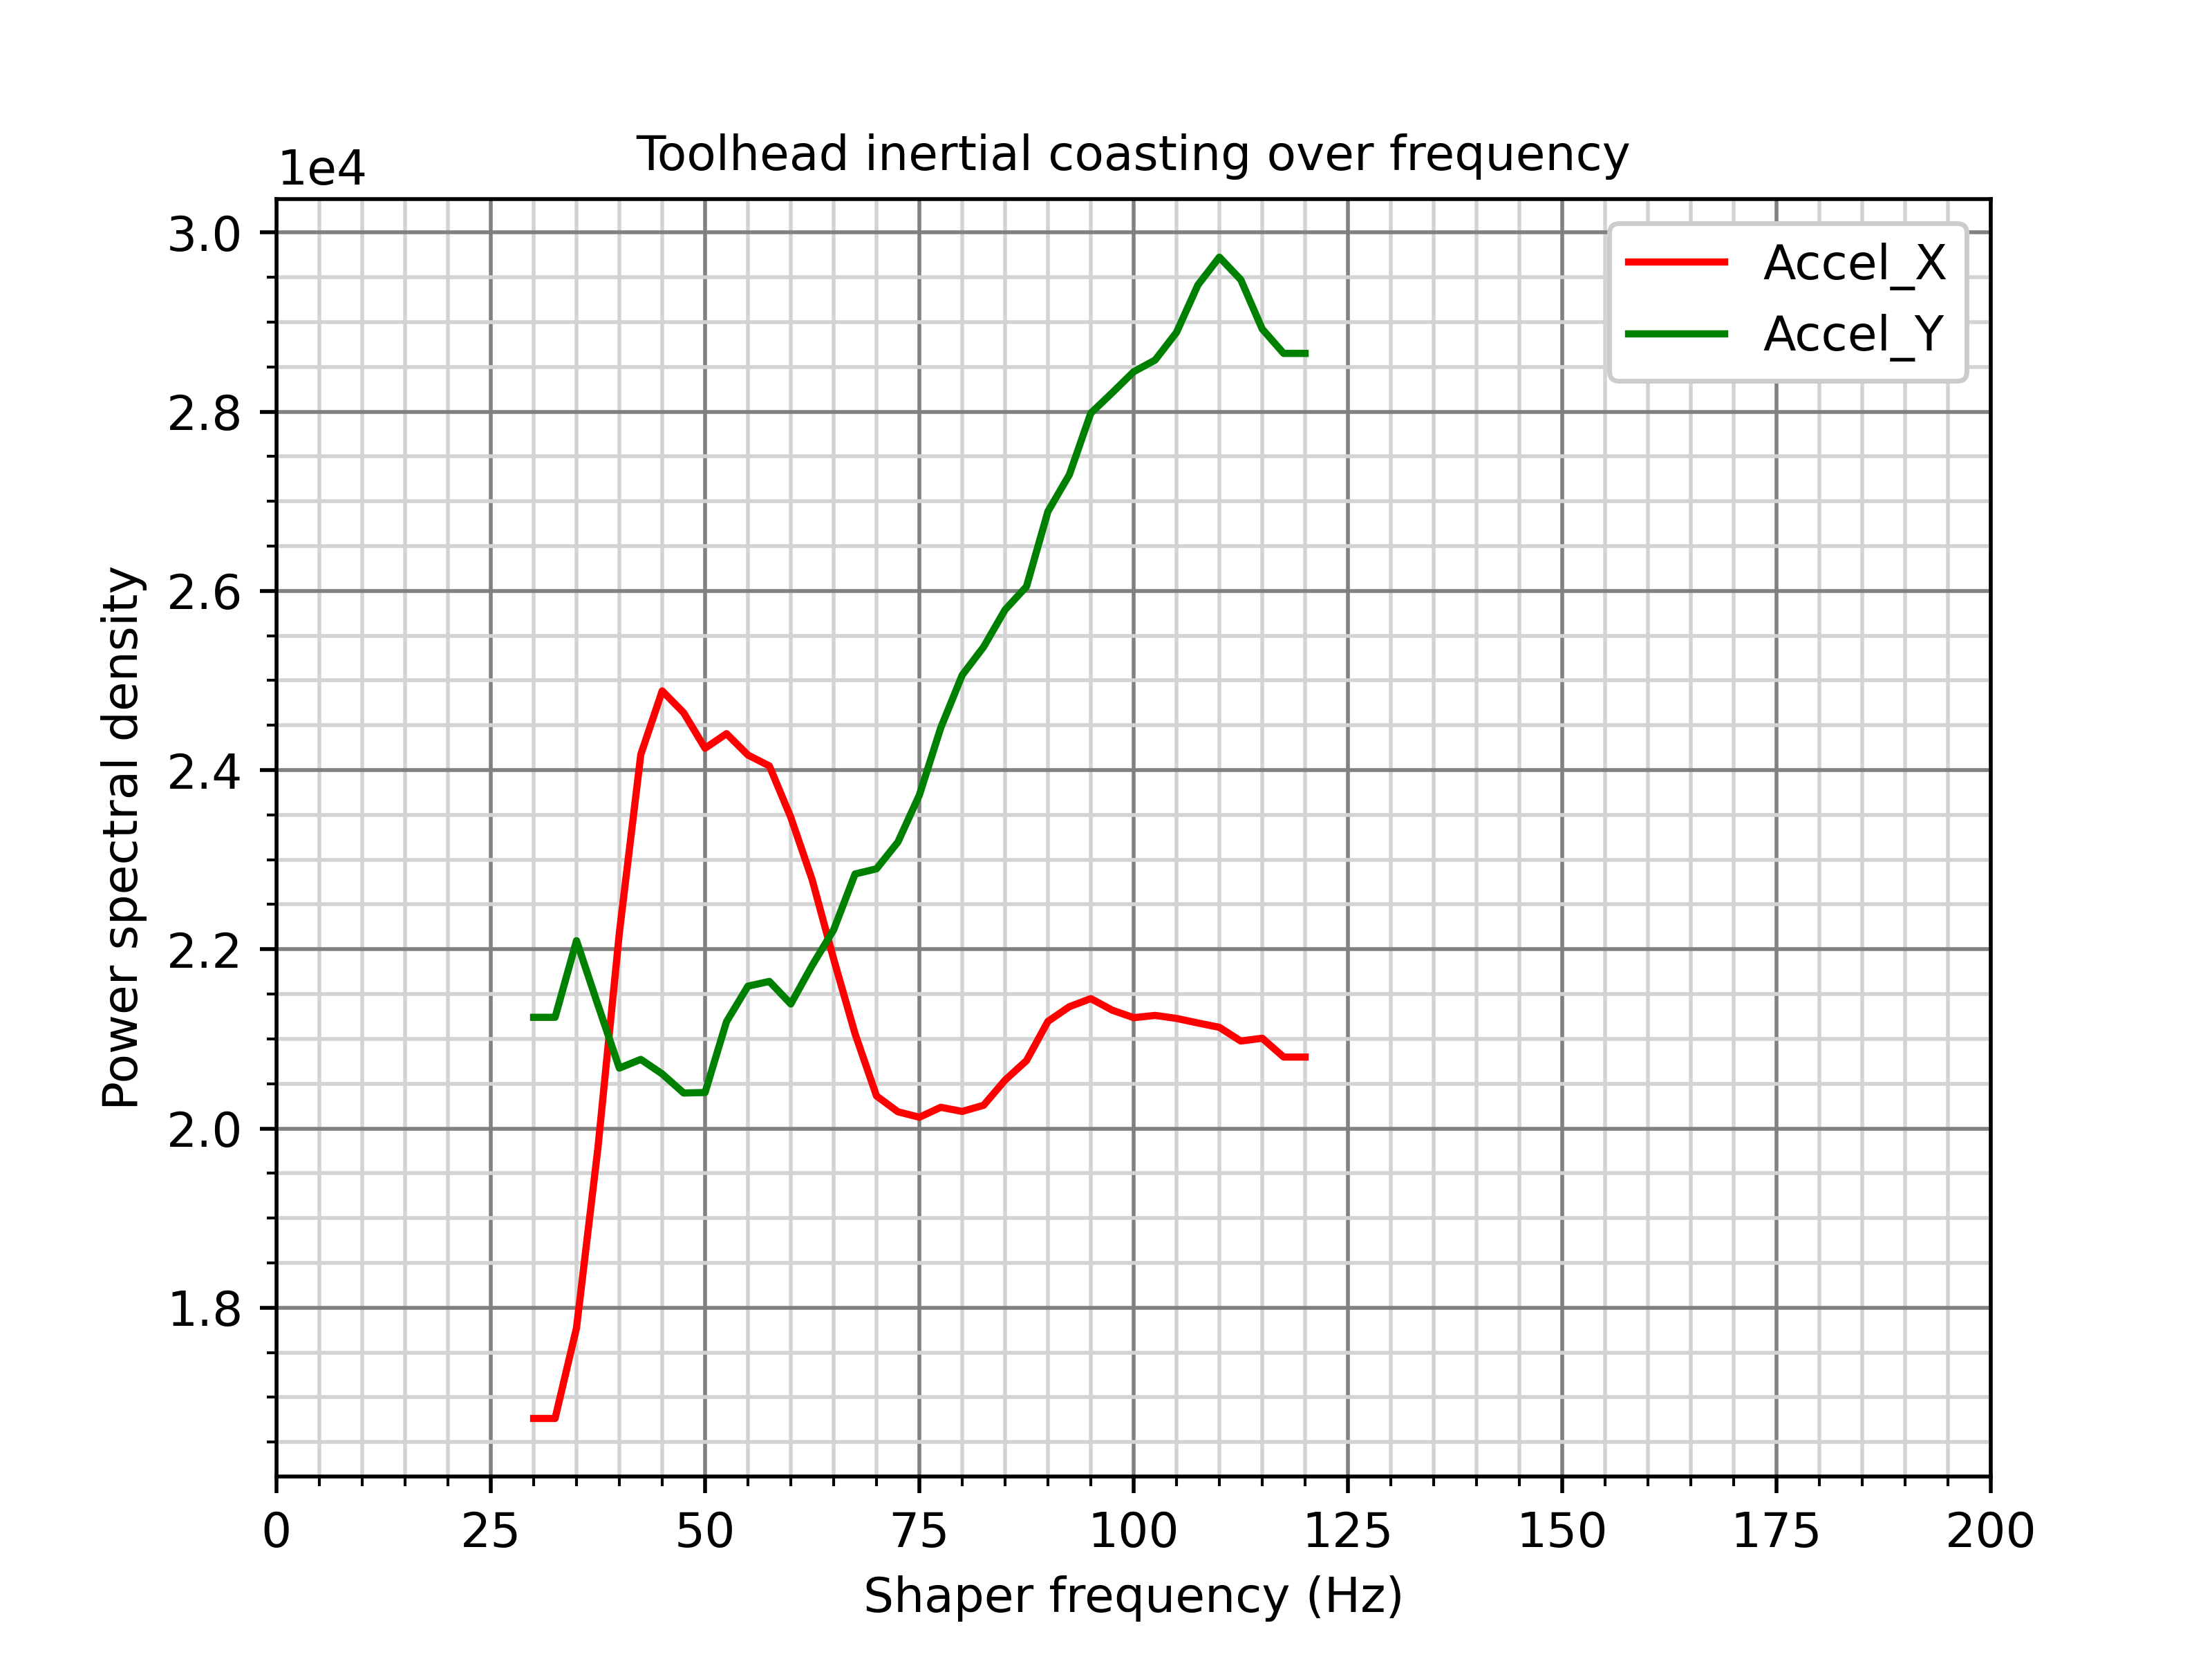 Toolhead inertial coasting over frequency
1e4
3.0
2.8
2.6
2.4
2.2
2.0
1.8
Power spectral density
Accel_X
Accel_Y
0 25 50 75 100 125 150 175 200
Shaper frequency (Hz)